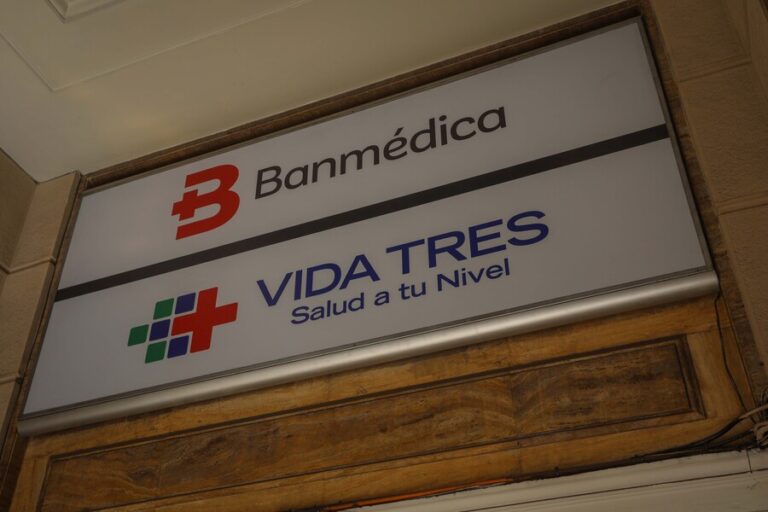 B Banmédica
VIDA TRES
Salud a tu Nivel